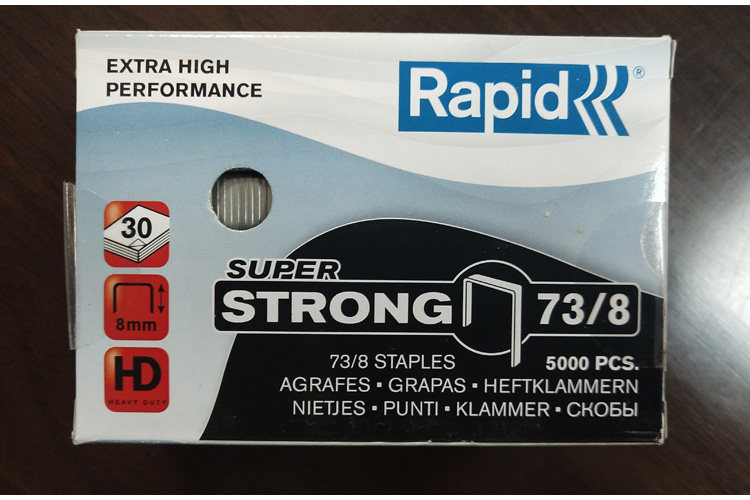 EXTRA HIGH
PERFORMANCE
Rapid®
30
8mm
HD
HEAVY DUTY
SUPER
STRONG 73/8
73/8 STAPLES 5000 PCS.
AGRAFES ▪ GRAPAS ▪ HEFTKLAMMERN
NIETJES ▪ PUNTI ▪ KLAMMER ▪ СКОБЫ